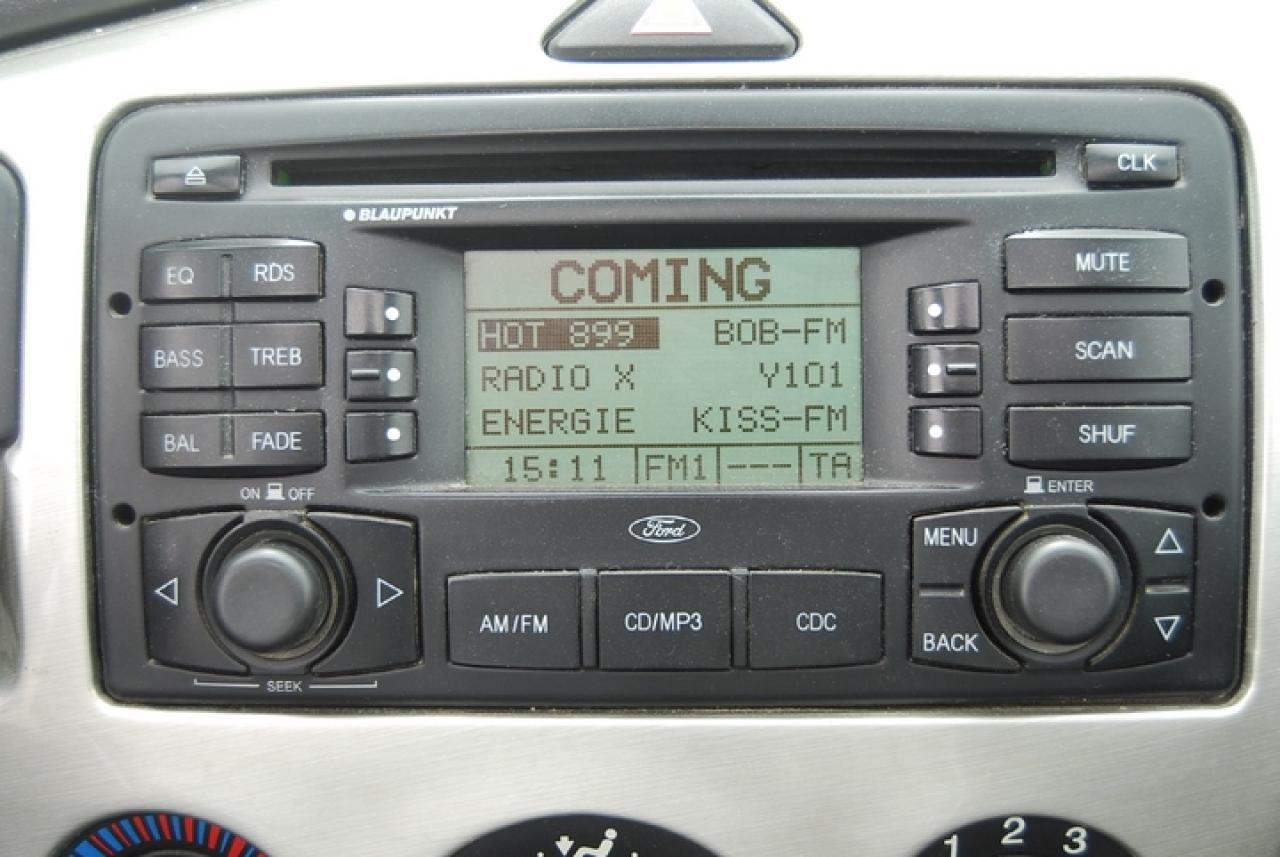 CLK
BLAUPUNKT
EQ RDS
BASS TREB
BAL FADE
COMING
HOT 899 BOB-FM
RADIO X Y101
ENERGIE KISS-FM
15:11 FM1 --- TA
MUTE
SCAN
SHUF
ON OFF
ENTER
Ford
MENU
BACK
AM/FM CD/MP3 CDC
SEEK
1 2 3